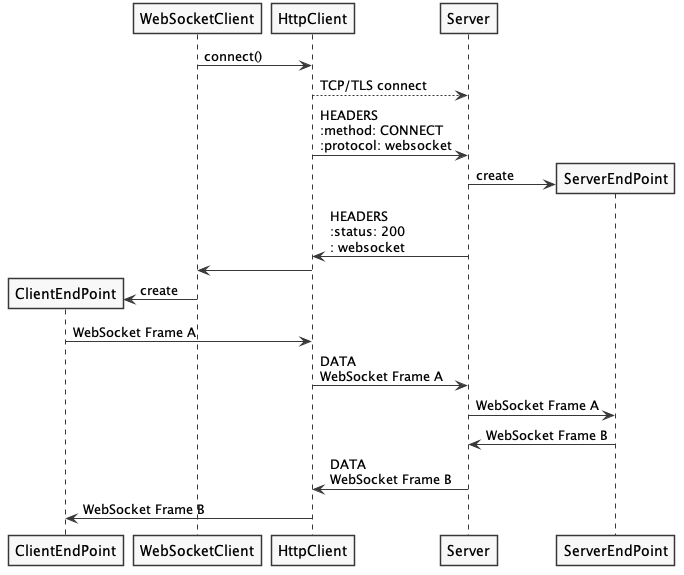 WebSocketClient
HttpClient
Server
connect()
TCP/TLS connect
HEADERS
:method: CONNECT
:protocol: websocket
create
ServerEndPoint
HEADERS
:status: 200
: websocket
ClientEndPoint
create
WebSocket Frame A
DATA
WebSocket Frame A
WebSocket Frame A
WebSocket Frame B
DATA
WebSocket Frame B
WebSocket Frame B
ClientEndPoint
WebSocketClient
HttpClient
Server
ServerEndPoint